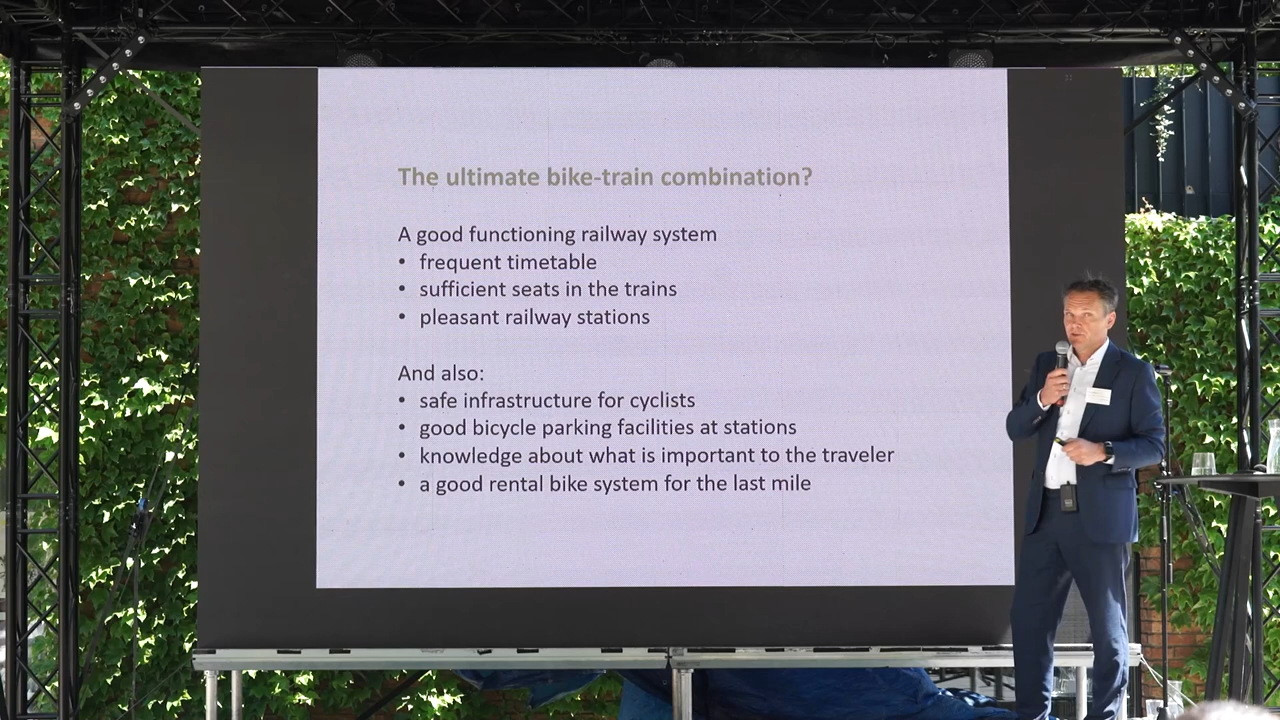 The ultimate bike-train combination?
A good functioning railway system
• frequent timetable
• sufficient seats in the trains
• pleasant railway stations
And also:
• safe infrastructure for cyclists
• good bicycle parking facilities at stations
• knowledge about what is important to the traveler
• a good rental bike system for the last mile